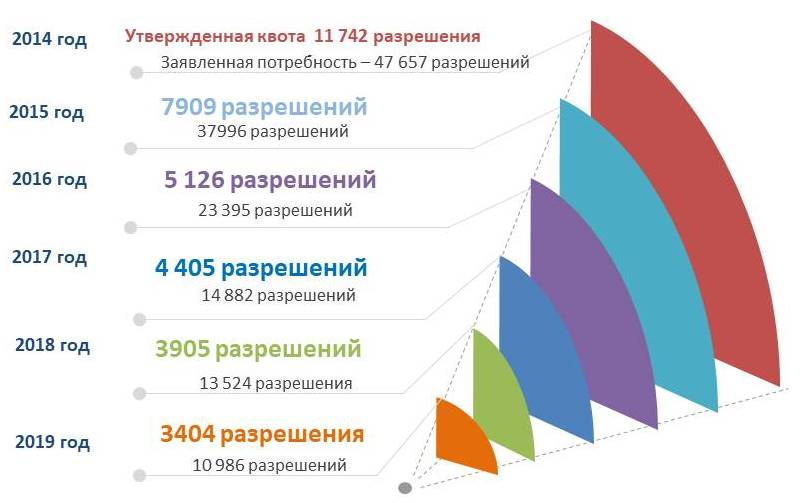 2014 год
Утвержденная квота 11 742 разрешения
Заявленная потребность – 47 657 разрешений
2015 год
7909 разрешений
37996 разрешений
2016 год
5 126 разрешений
23 395 разрешений
2017 год
4 405 разрешений
14 882 разрешений
2018 год
3905 разрешений
13 524 разрешения
2019 год
3404 разрешения
10 986 разрешений